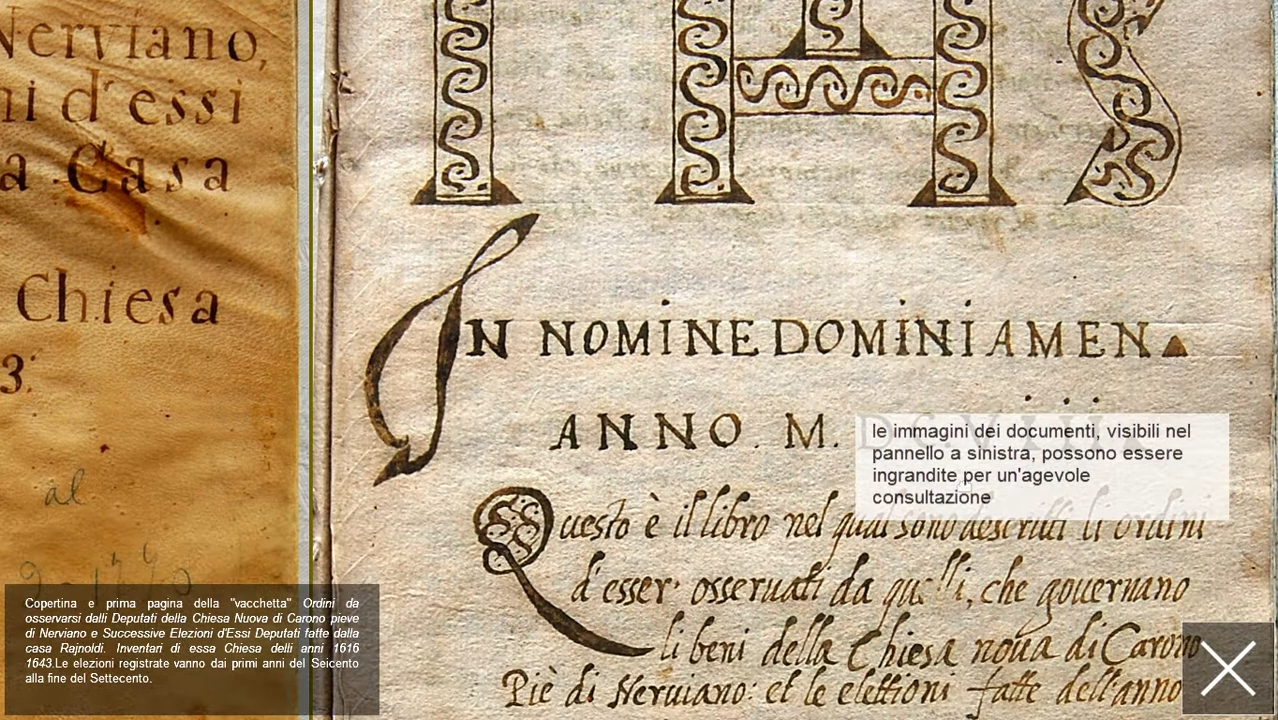 Nerviano,
ni d'essi
a Casa
Chiesa
3.
al
IHS
IN NOMINE DOMINI AMEN
ANNO. M. DC. VIII
Questo è il libro nel qual sono descritti li ordini
d'esser osseruati da que'lli, che gouernano
li beni della Chiesa noua di Carono
Piè di Neruiano: et le elettioni fatte dell'anno
le immagini dei documenti, visibili nel
pannello a sinistra, possono essere
ingrandite per un'agevole
consultazione
Copertina e prima pagina della "vacchetta" Ordini da
osservarsi dalli Deputati della Chiesa Nuova di Carono pieve
di Nerviano e Successive Elezioni d'Essi Deputati fatte dalla
casa Rajnoldi. Inventari di essa Chiesa delli anni 1616
1643.Le elezioni registrate vanno dai primi anni del Seicento
alla fine del Settecento.